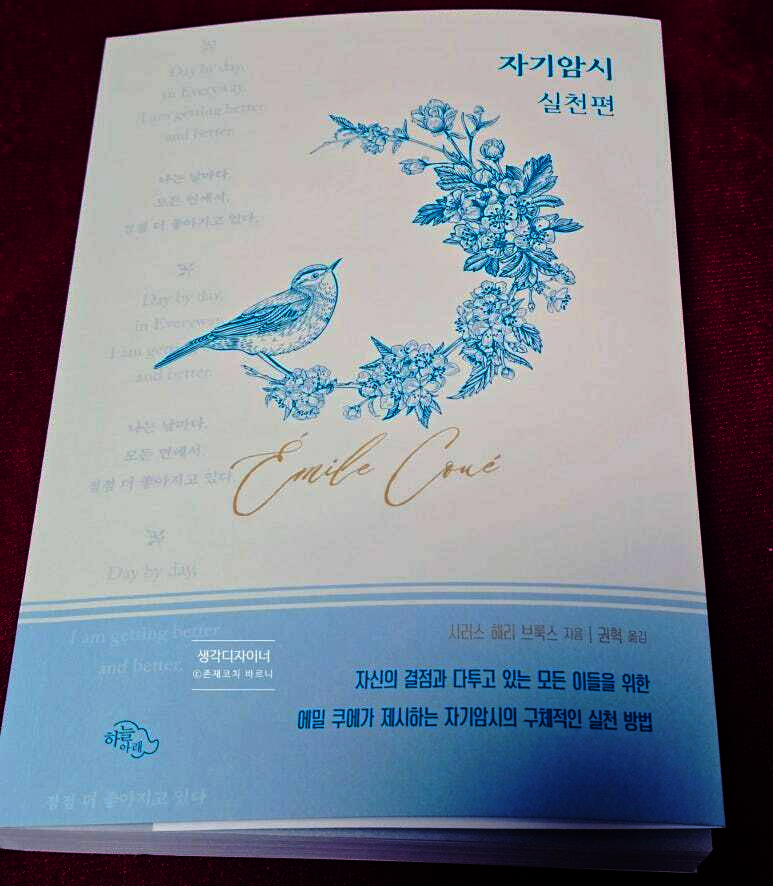 자기암시
실천편
Day by day,
in Everyway,
I am getting better
and better.
나는 날마다
모든 면에서,
점점 더 좋아지고 있다.
Day by day,
in Everyway,
I am getting
and better.
나는 날마다,
모든 면에서
점점 더 좋아지고 있다.
Émile Coué
Day by day,
I am getting better
and better.
시러스 해리 브룩스 지음 | 권혁 옮김
생각디자이너
ⓒ존재코치 바르니
자신의 결점과 다투고 있는 모든 이들을 위한
에밀 쿠에가 제시하는 자기암시의 구체적인 실천 방법
하늘
아래
점점 더 좋아지고 있다